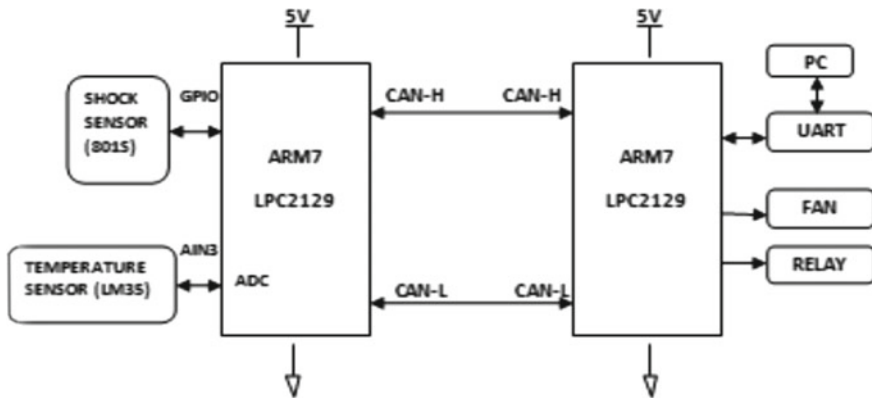 5V
5V
SHOCK
SENSOR
(801S)
GPIO
CAN-H
CAN-H
ARM7
LPC2129
ARM7
LPC2129
PC
UART
FAN
RELAY
TEMPERATURE
SENSOR (LM35)
AIN3
ADC
CAN-L
CAN-L